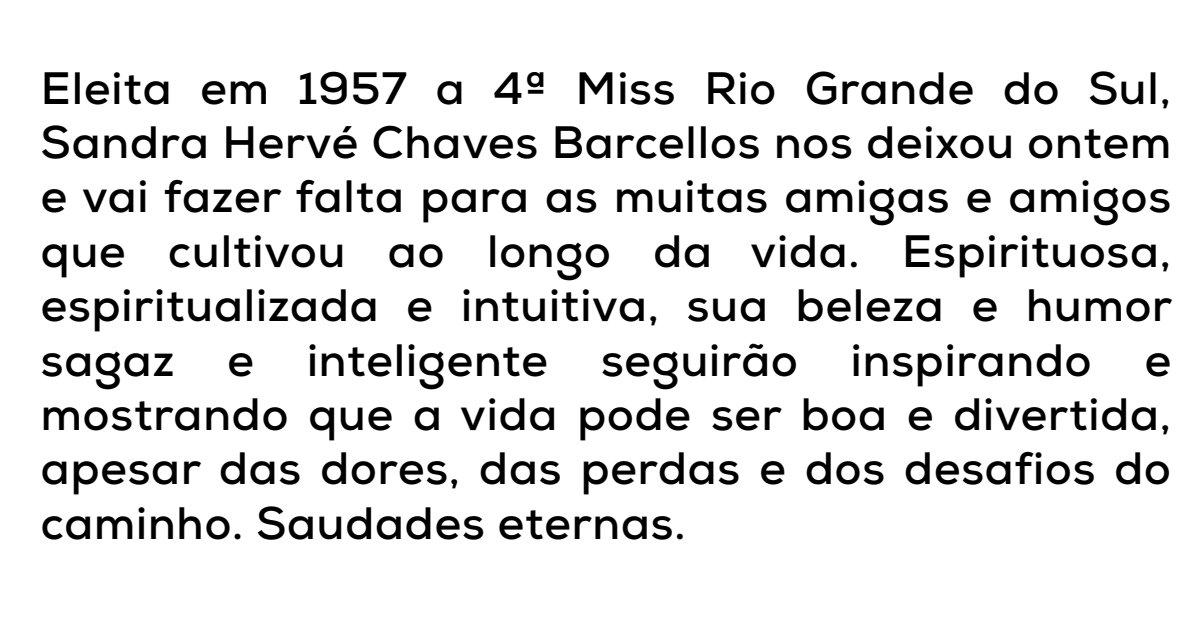 Eleita em 1957 a 4ª Miss Rio Grande do Sul,
Sandra Hervé Chaves Barcellos nos deixou ontem
e vai fazer falta para as muitas amigas e amigos
que cultivou ao longo da vida. Espirituosa,
espiritualizada e intuitiva, sua beleza e humor
sagaz e inteligente seguirão inspirando e
mostrando que a vida pode ser boa e divertida,
apesar das dores, das perdas e dos desafios do
caminho. Saudades eternas.